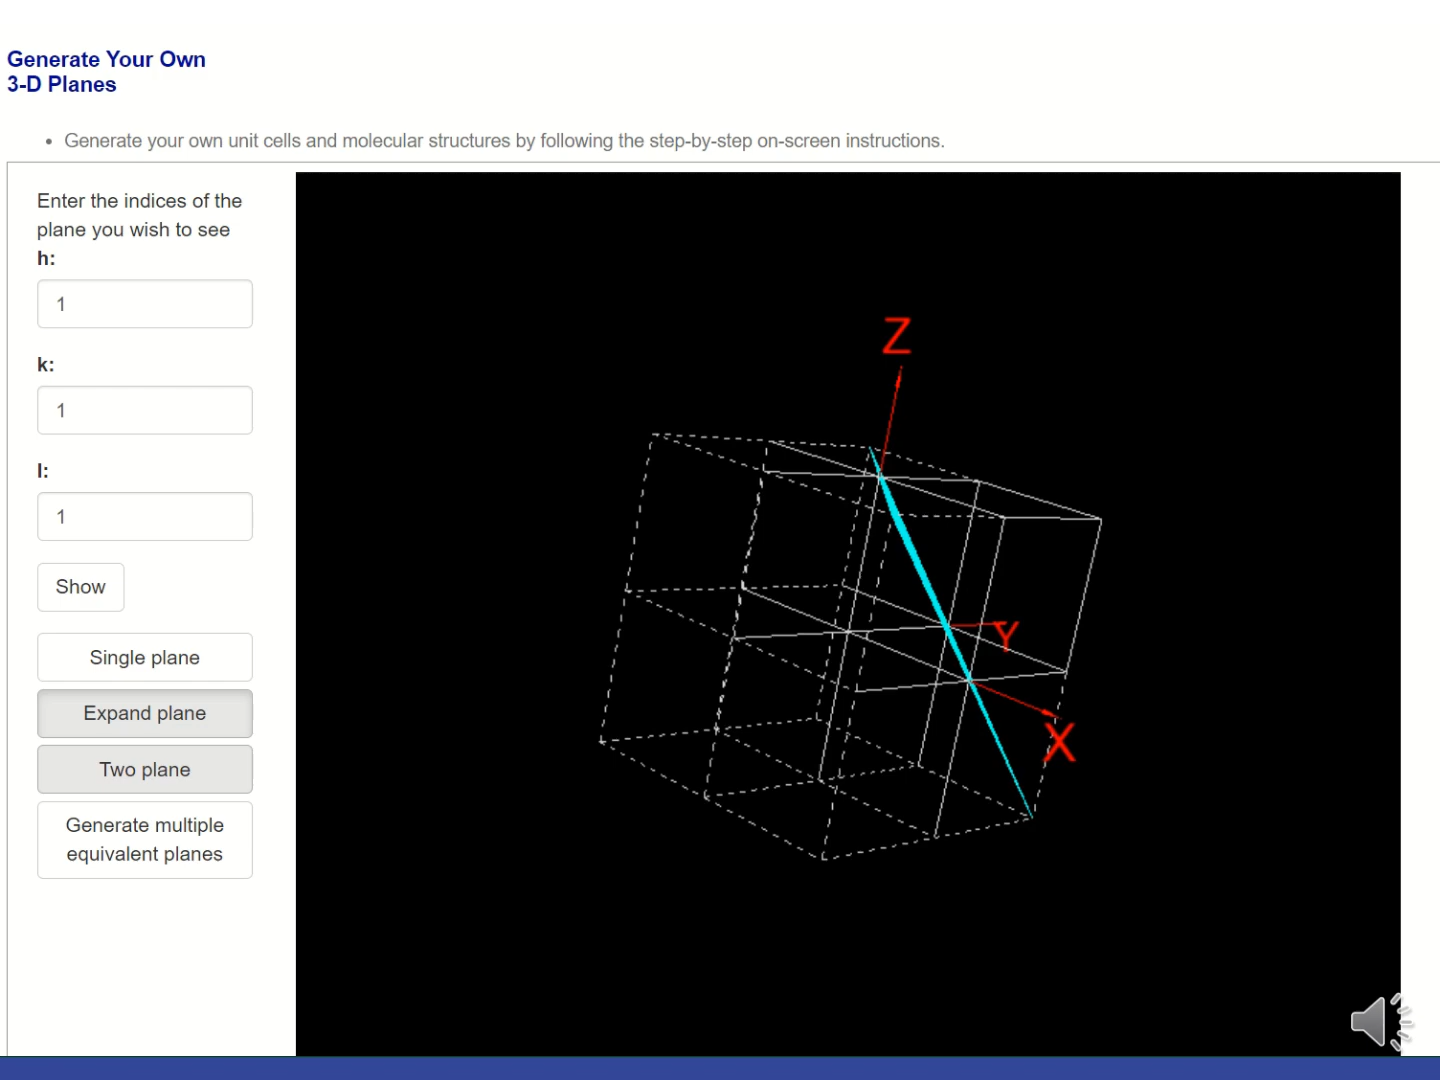 Generate Your Own
3-D Planes
• Generate your own unit cells and molecular structures by following the step-by-step on-screen instructions.
Enter the indices of the
plane you wish to see
h:
1
k:
1
l:
1
Show
Single plane
Expand plane
Two plane
Generate multiple
equivalent planes
Z
Y
X